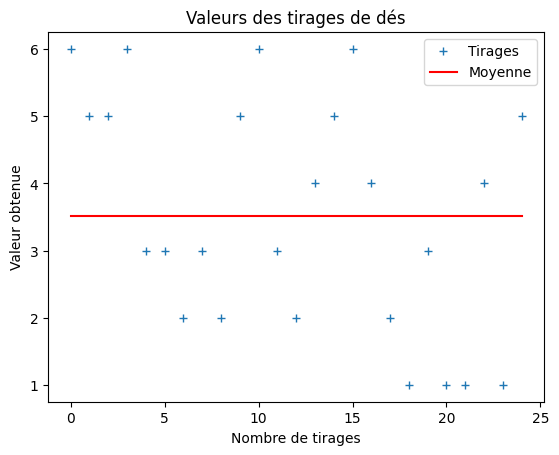 Valeurs des tirages de dés
Tirages
Moyenne
6
5
4
3
2
1
Valeur obtenue
0 5 10 15 20 25
Nombre de tirages